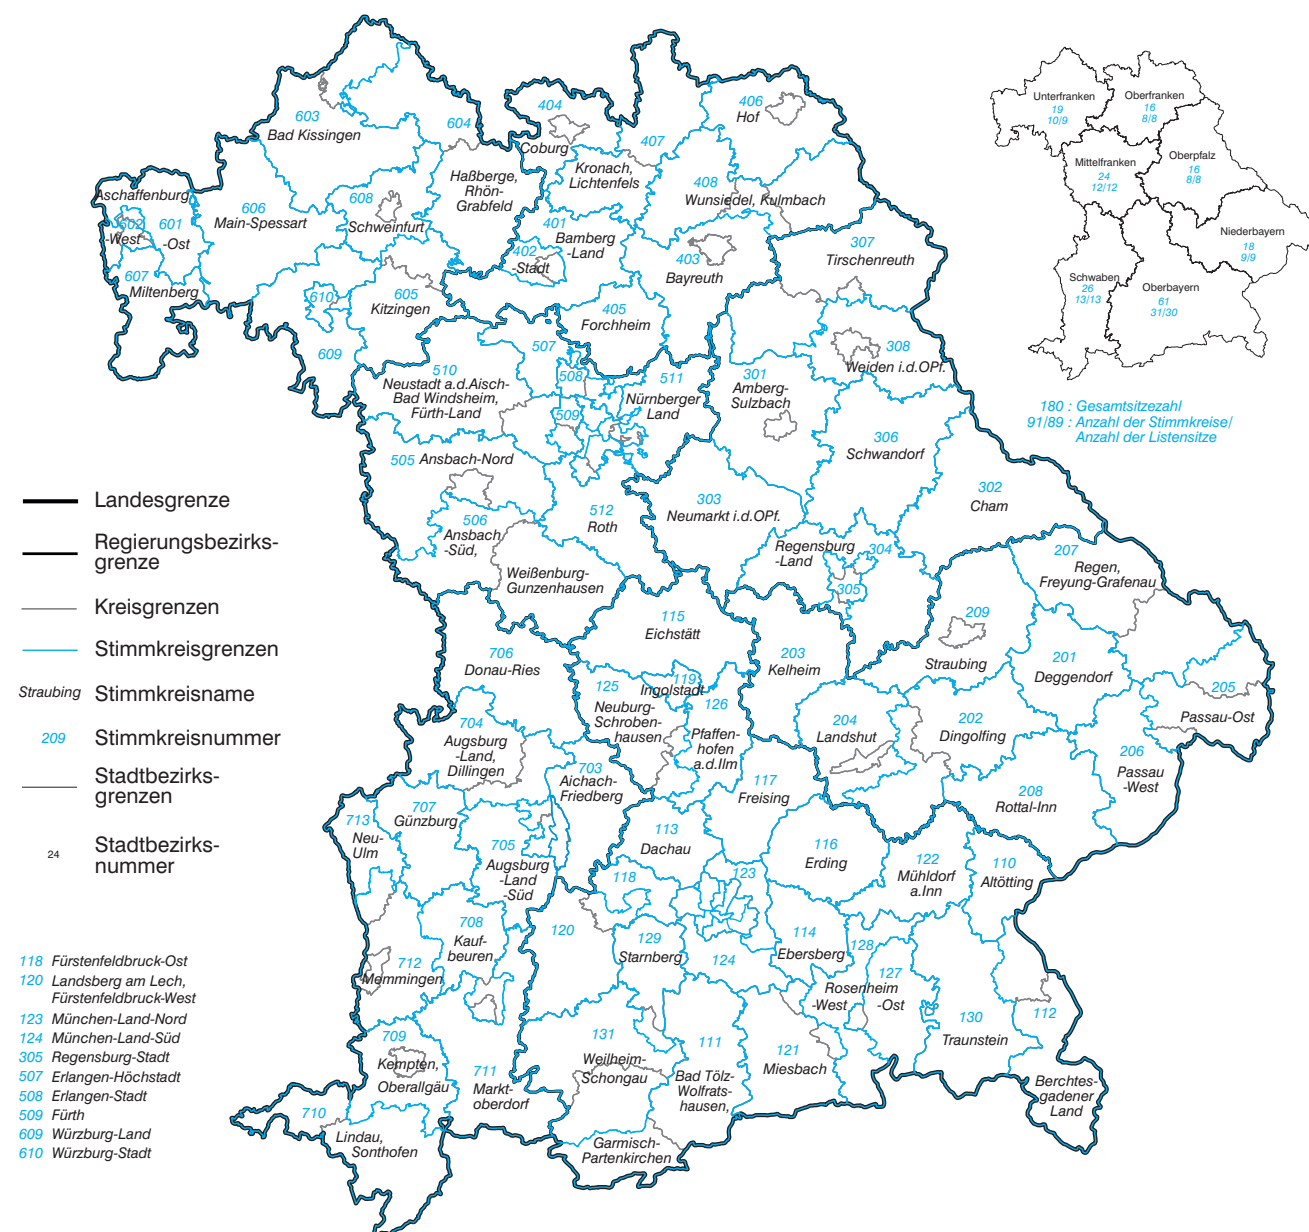 603
Bad Kissingen
604
Haßberge,
Rhön-
Grabfeld
404
Coburg
407
Kronach,
Lichtenfels
406
Hof
408
Wunsiedel, Kulmbach
Aschaffenburg
602
-West
601
-Ost
606
Main-Spessart
608
Schweinfurt
607
Miltenberg
401
Bamberg
-Land
402
-Stadt
403
Bayreuth
307
Tirschenreuth
610
605
Kitzingen
609
405
Forchheim
507
508
509
510
Neustadt a.d.Aisch-
Bad Windsheim,
Fürth-Land
511
Nürnberger
Land
301
Amberg-
Sulzbach
308
Weiden i.d.OPf.
505 Ansbach-Nord
506
Ansbach
-Süd,
Weißenburg-
Gunzenhausen
512
Roth
303
Neumarkt i.d.OPf.
306
Schwandorf
302
Cham
Regensburg
-Land
304
305
207
Regen,
Freyung-Grafenau
209
Straubing
201
Deggendorf
205
Passau-Ost
206
Passau
-West
115
Eichstätt
203
Kelheim
706
Donau-Ries
119
Ingolstadt
125
Neuburg-
Schroben-
hausen
126
Pfaffen-
hofen
a.d.Ilm
204
Landshut
202
Dingolfing
208
Rottal-Inn
704
Augsburg
-Land,
Dillingen
703
Aichach-
Friedberg
117
Freising
707
Günzburg
713
Neu-
Ulm
705
Augsburg
-Land
-Süd
113
Dachau
116
Erding
122
Mühldorf
a.Inn
110
Altötting
118
123
708
Kauf-
beuren,
120
129
Starnberg
124
114
Ebersberg
128
127
Rosenheim
-West
-Ost
712
Memmingen
130
Traunstein
112
Berchtes-
gadener
Land
709
Kempten,
Oberallgäu
711
Markt-
oberdorf
131
Weilheim-
Schongau
111
Bad Tölz-
Wolfrats-
hausen,
121
Miesbach
710
Lindau,
Sonthofen
Garmisch-
Partenkirchen
Unterfranken
19
10/9
Oberfranken
16
8/8
Mittelfranken
24
12/12
Oberpfalz
16
8/8
Niederbayern
18
9/9
Schwaben
26
13/13
Oberbayern
61
31/30
180 : Gesamtsitzezahl
91/89 : Anzahl der Stimmkreise/
Anzahl der Listensitze
Landesgrenze
Regierungsbezirks-
grenze
Kreisgrenzen
Stimmkreisgrenzen
Straubing Stimmkreisname
209 Stimmkreisnummer
Stadtbezirks-
grenzen
24 Stadtbezirks-
nummer
118 Fürstenfeldbruck-Ost
120 Landsberg am Lech,
Fürstenfeldbruck-West
123 München-Land-Nord
124 München-Land-Süd
305 Regensburg-Stadt
507 Erlangen-Höchstadt
508 Erlangen-Stadt
509 Fürth
609 Würzburg-Land
610 Würzburg-Stadt